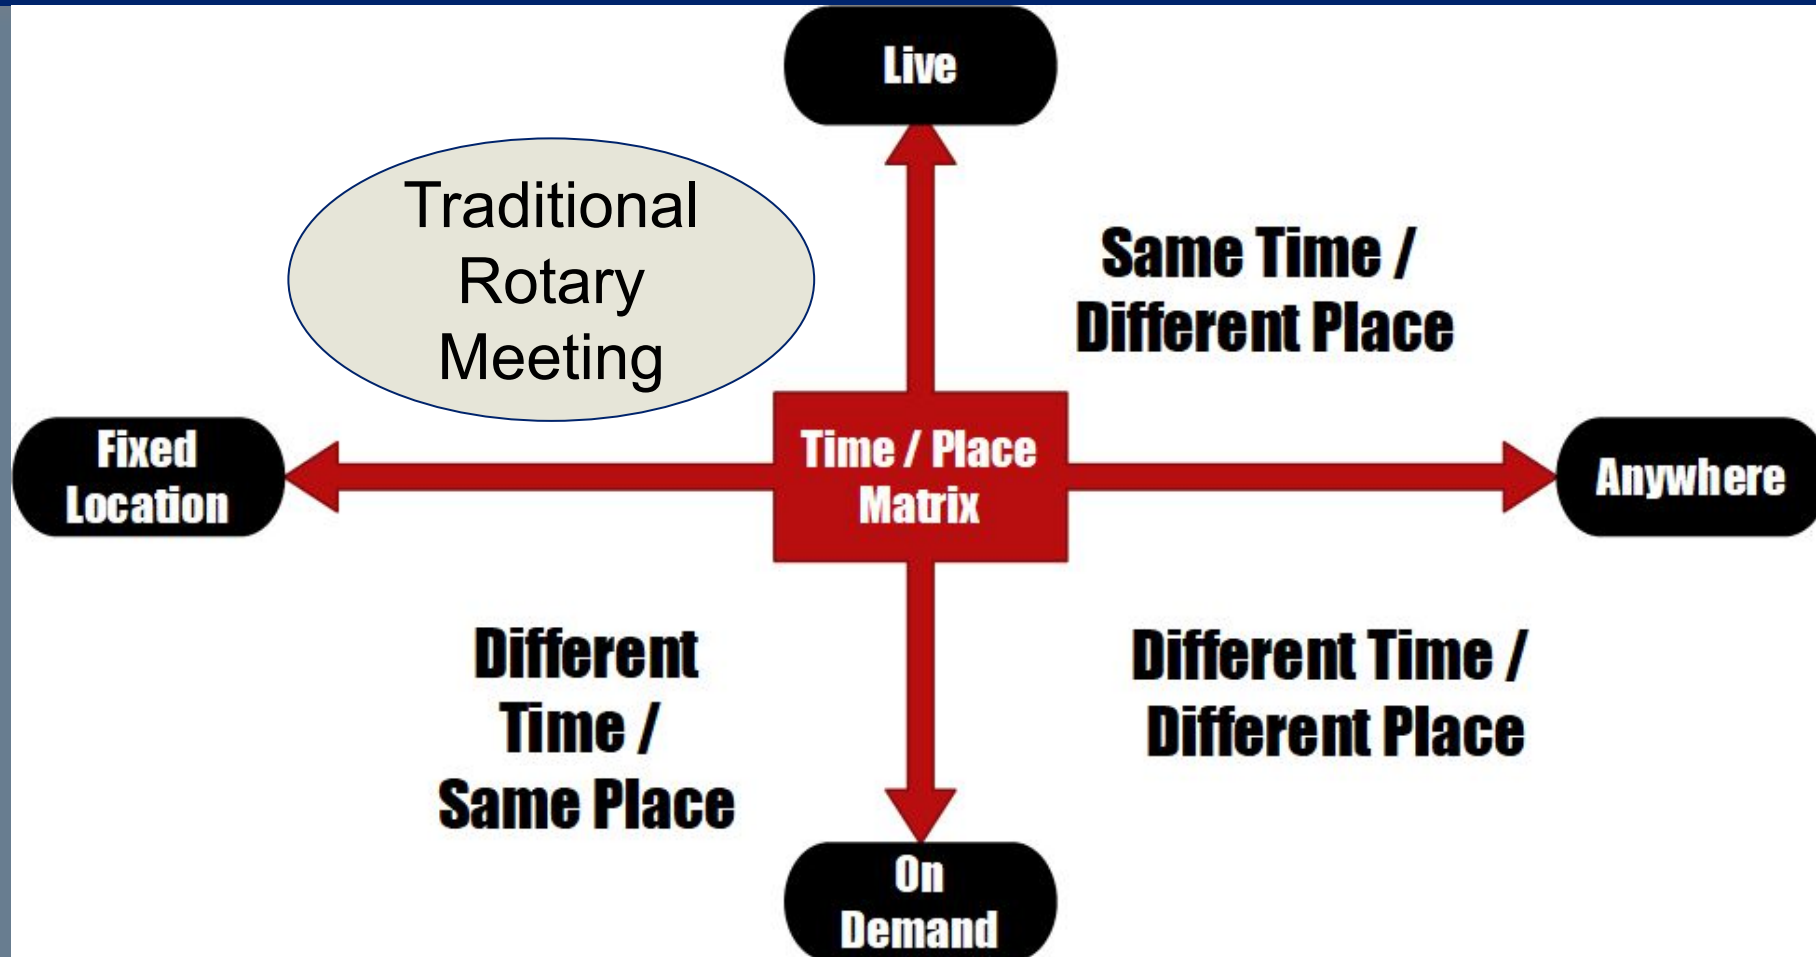 Live
Traditional
Rotary
Meeting
Same Time /
Different Place
Fixed
Location
Time / Place
Matrix
Anywhere
Different
Time /
Same Place
Different Time /
Different Place
On
Demand